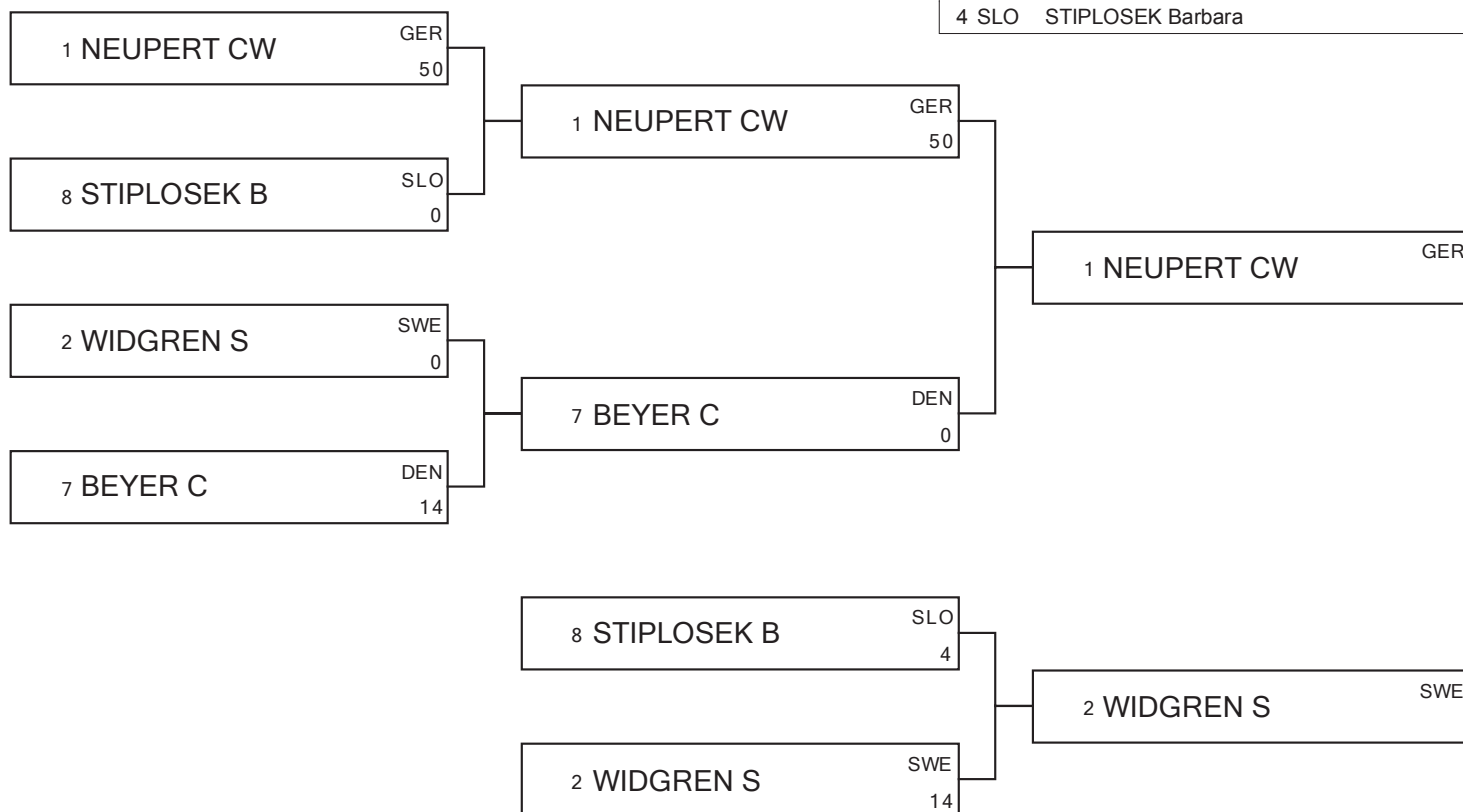 4 SLO STIPLOSEK Barbara
1 NEUPERT CW GER
50
8 STIPLOSEK B SLO
0
2 WIDGREN S SWE
0
7 BEYER C DEN
14
1 NEUPERT CW GER
50
7 BEYER C DEN
0
1 NEUPERT CW GER
8 STIPLOSEK B SLO
4
2 WIDGREN S SWE
14
2 WIDGREN S SWE